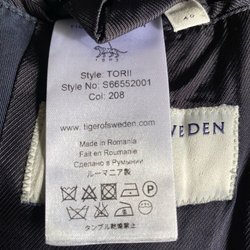 Style: TORII
Style No: S66552001
Col: 208
www.tigerofsweden.com
Made in Romania
Fait en Roumanie
Сделано в Румынии
ルーマニア製
タンブル乾燥禁止
WEDEN